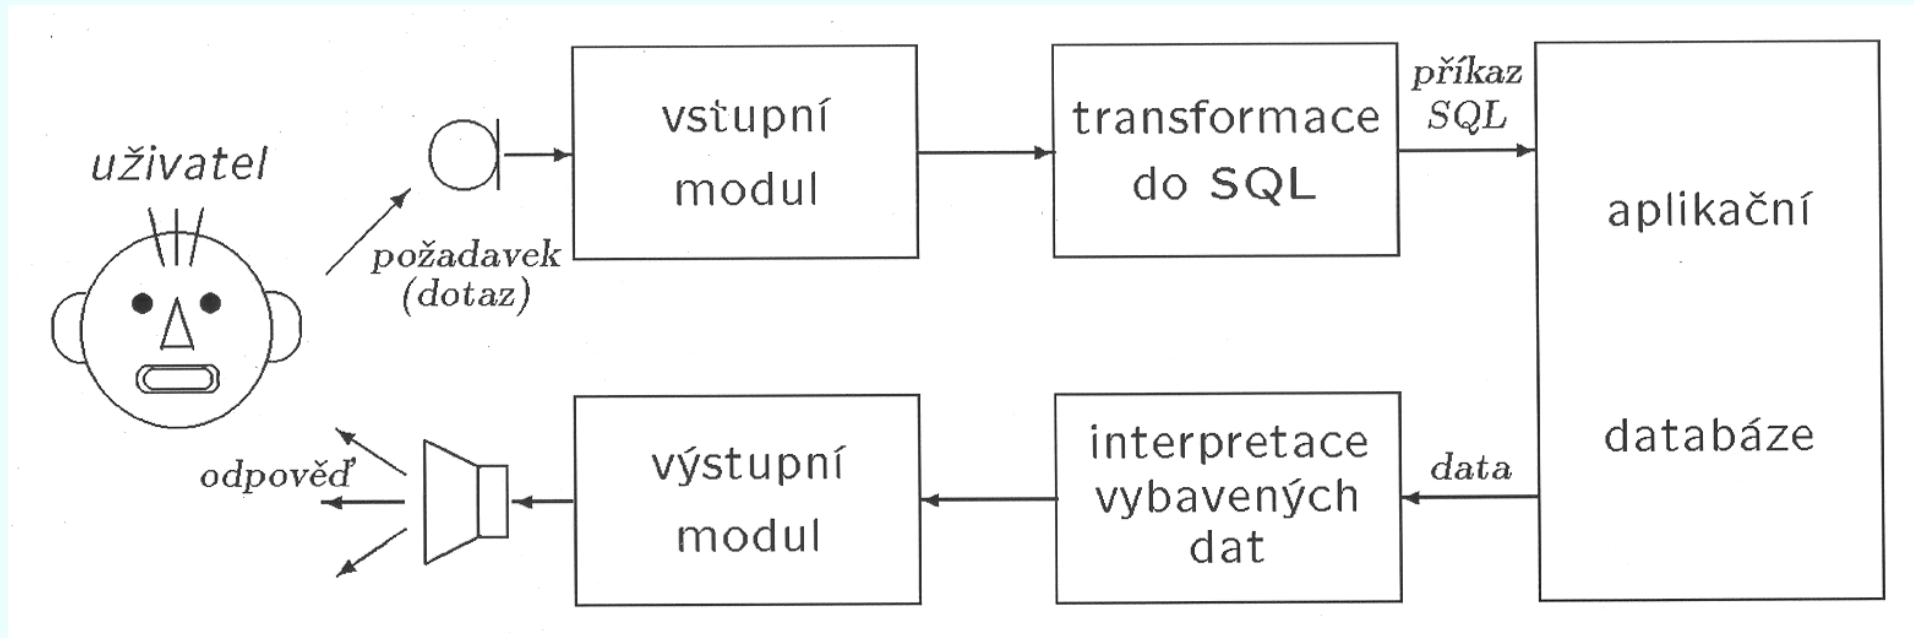 uživatel
požadavek
(dotaz)
vstupní
modul
transformace
do SQL
příkaz
SQL
aplikační
databáze
data
interpretace
vybavených
dat
výstupní
modul
odpověď